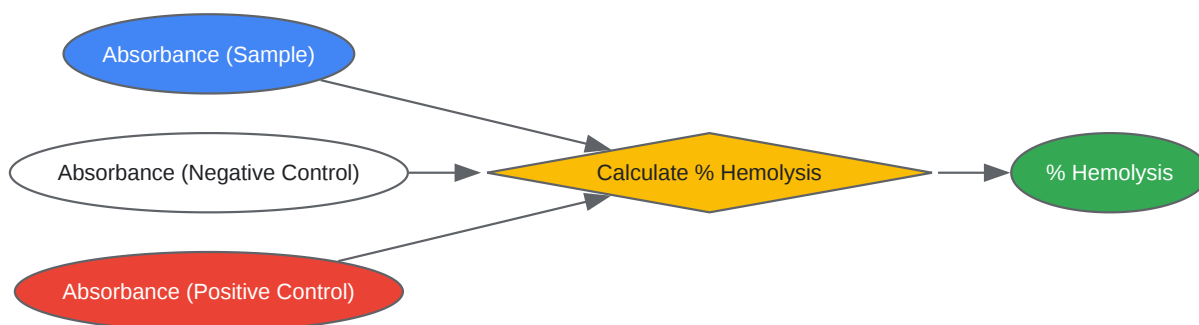 Absorbance (Sample)
Absorbance (Negative Control)
Calculate % Hemolysis
% Hemolysis
Absorbance (Positive Control)